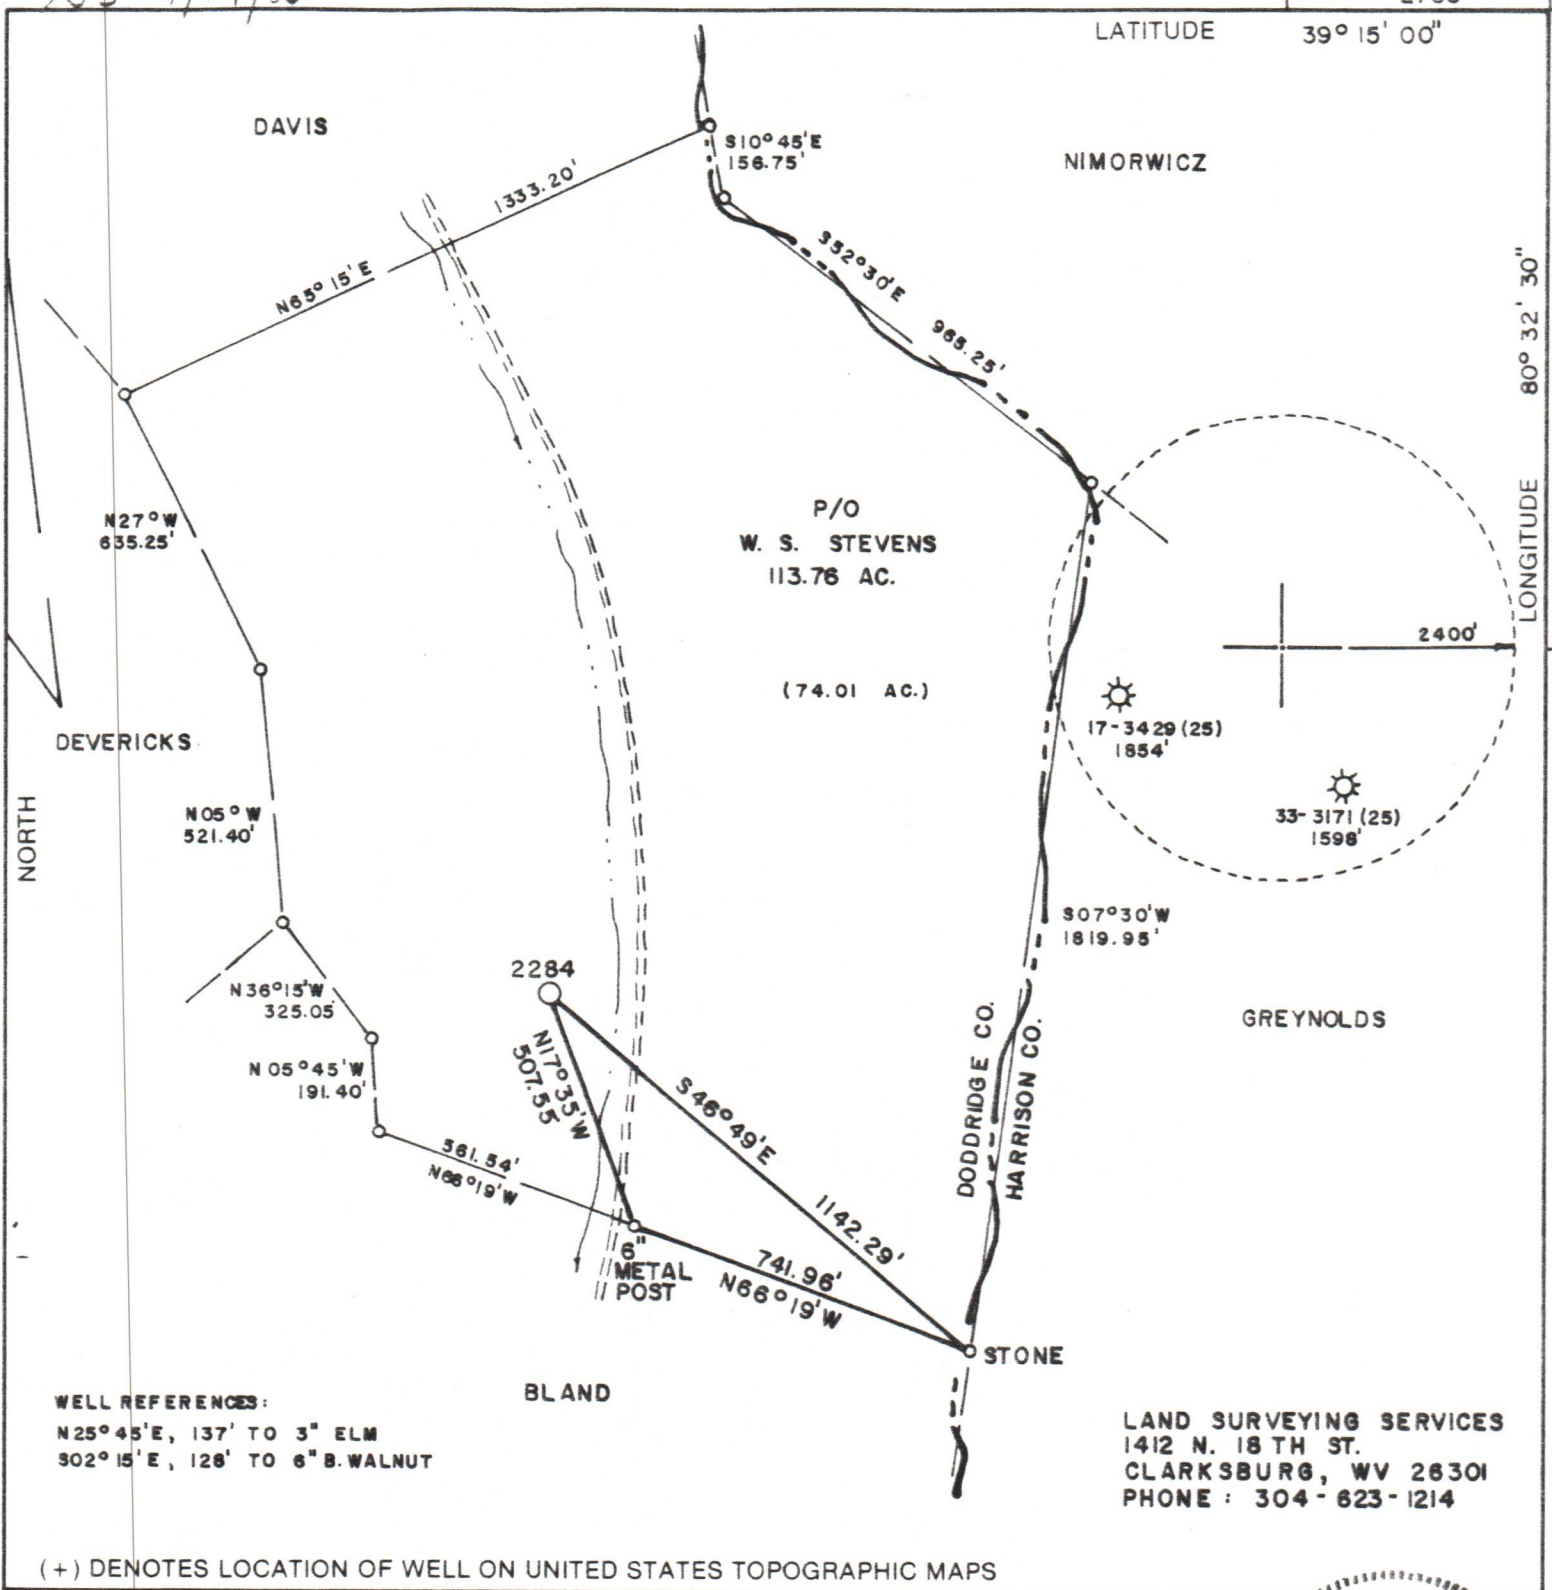 LATITUDE 39° 15' 00"
DAVIS
S10°45'E
156.75'
NIMORWICZ
1333.20'
N65°15'E
S52°30'E
965.25'
LONGITUDE 80° 32' 30"
N27°W
635.25'
P/O
W. S. STEVENS
113.76 AC.
(74.01 AC.)
2400'
17-3429 (25)
1854'
33-3171 (25)
1598'
DEVERICKS
NORTH
N05°W
521.40'
S07°30'W
1819.95'
2284
N36°15'W
325.05'
GREYNOLDS
N05°45'W
191.40'
N17°35'W
507.55
S46°49'E
1142.29'
DODDRIDGE CO.
HARRISON CO.
361.54'
N66°19'W
6"
METAL
POST
741.96'
N66°19'W
STONE
BLAND
WELL REFERENCES:
N25°45'E, 137' TO 3" ELM
S02°15'E, 128' TO 6" B. WALNUT
LAND SURVEYING SERVICES
1412 N. 18TH ST.
CLARKSBURG, WV 26301
PHONE : 304-623-1214
(+) DENOTES LOCATION OF WELL ON UNITED STATES TOPOGRAPHIC MAPS